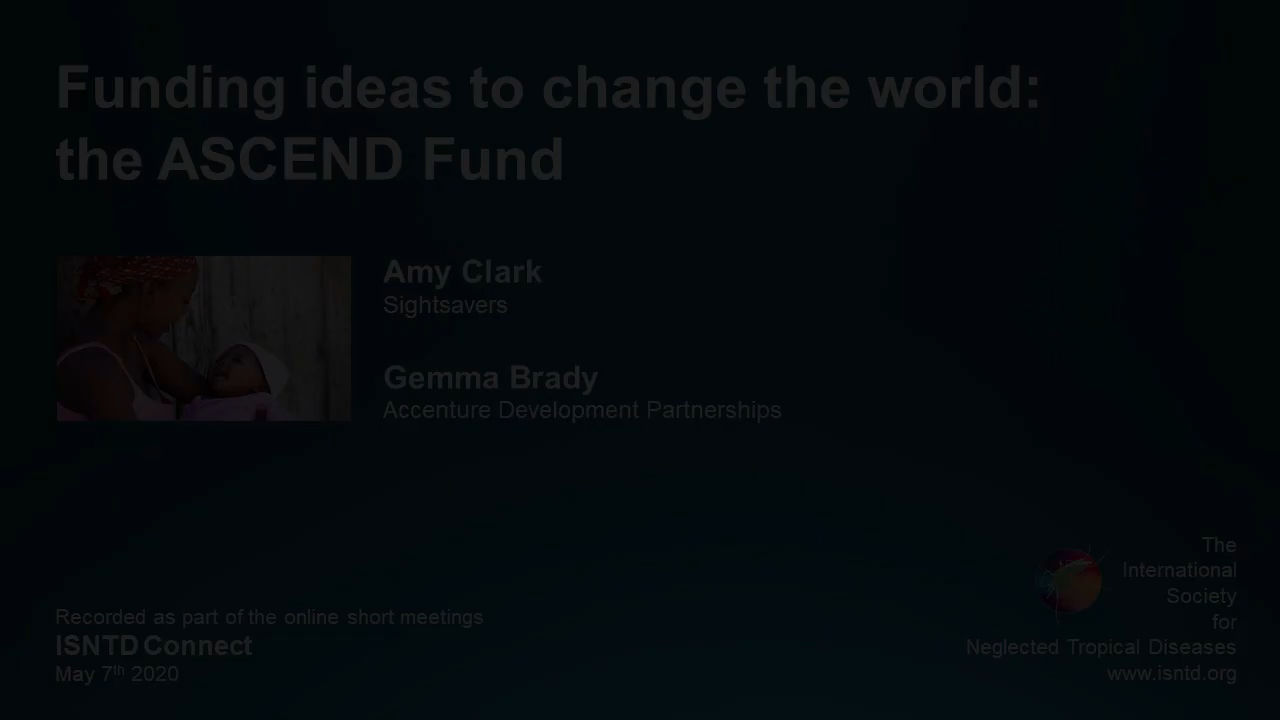 Funding ideas to change the world:
the ASCEND Fund
Amy Clark
Sightsavers
Gemma Brady
Accenture Development Partnerships
Recorded as part of the online short meetings
ISNTD Connect
May 7th 2020
The
International
Society
for
Neglected Tropical Diseases
www.isntd.org